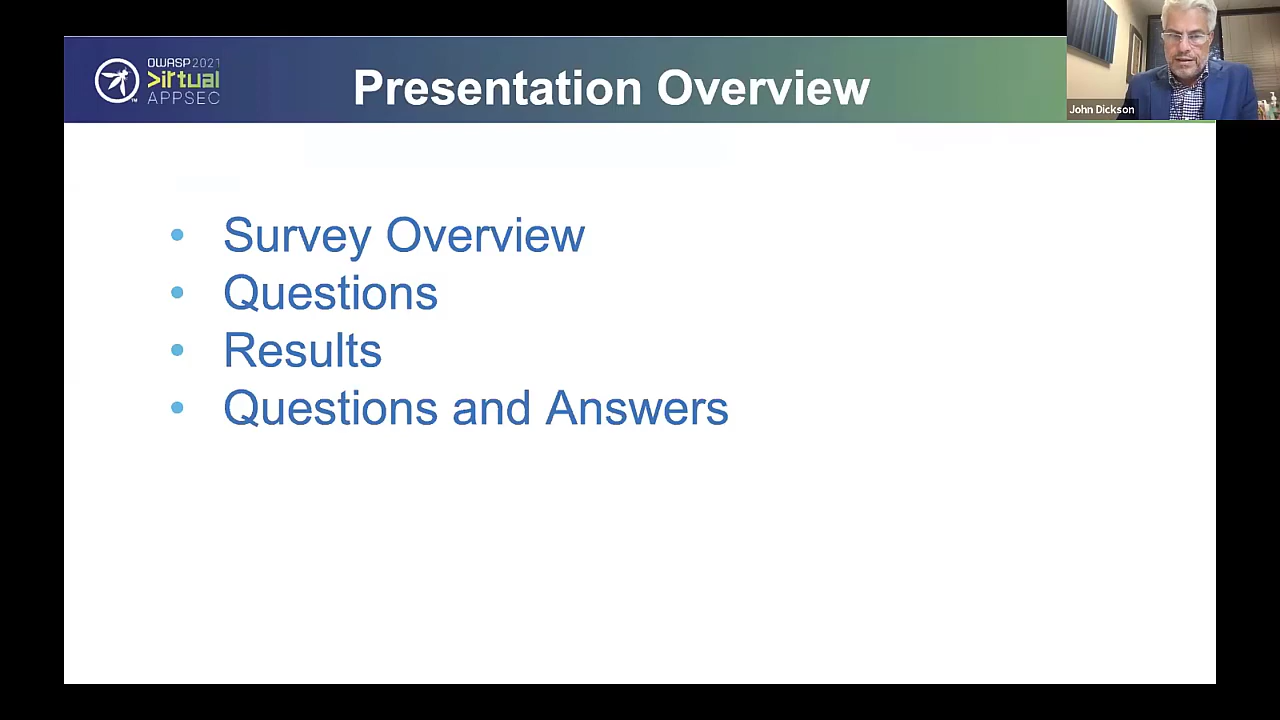 OWASP 2021
Virtual
APPSEC
Presentation Overview
John Dickson
• Survey Overview
• Questions
• Results
• Questions and Answers